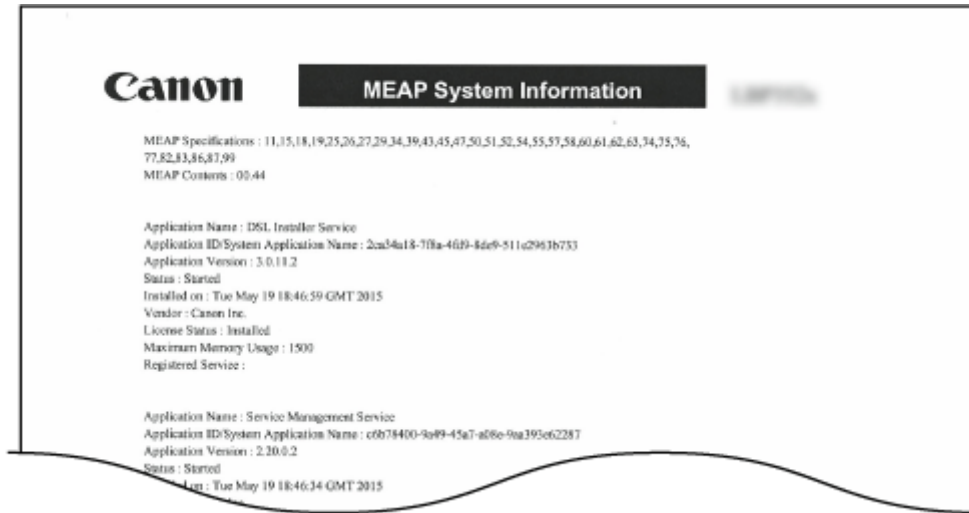 Canon
MEAP System Information
MEAP Specifications : 11,15,18,19,25,26,27,29,34,39,43,45,47,50,51,52,54,55,57,58,60,61,62,63,74,75,76,
77,82,83,86,87,99
MEAP Contents : 00.44
Application Name : DSL Installer Service
Application ID/System Application Name : 2ca34a18-7f8a-4fd9-8de9-511c2963b733
Application Version : 3.0.11.2
Status : Started
Installed on : Tue May 19 18:46:59 GMT 2015
Vendor : Canon Inc.
License Status : Installed
Maximum Memory Usage : 1500
Registered Service :
Application Name : Service Management Service
Application ID/System Application Name : c6b78400-9a49-45a7-a08e-9aa393e62287
Application Version : 2.20.0.2
Status : Started
on : Tue May 19 18:46:34 GMT 2015